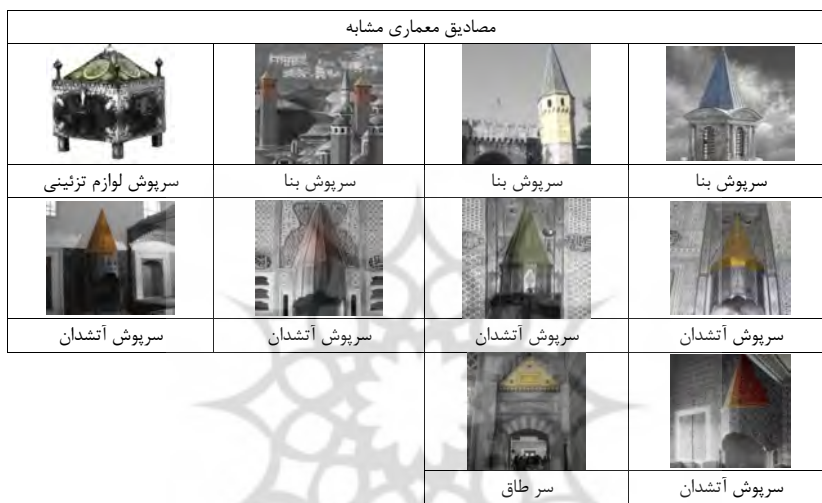 مصادیق معماری مشابه
سرپوش بنا
سرپوش بنا
سرپوش بنا
سرپوش لوازم تزئینی
سرپوش آتشدان
سرپوش آتشدان
سرپوش آتشدان
سرپوش آتشدان
سرپوش آتشدان
سر طاق